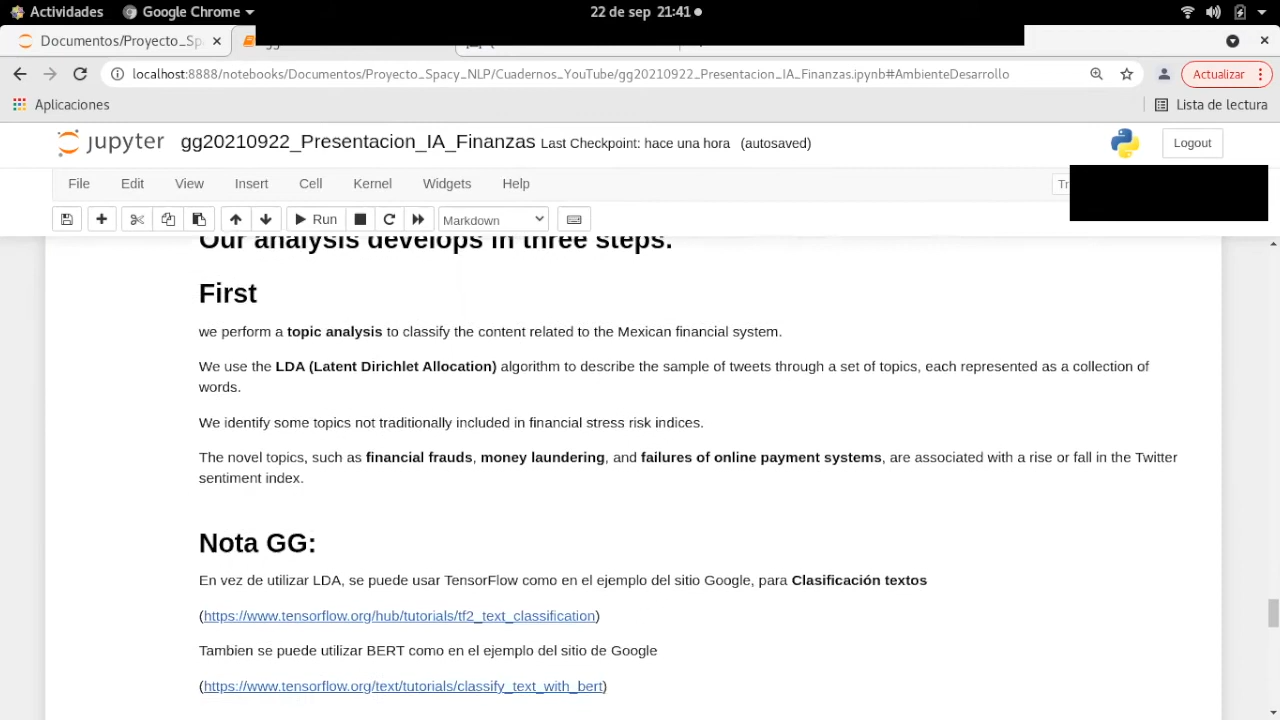 Actividades Google Chrome 22 de sep 21:41
Documentos/Proyecto_Sp
localhost:8888/notebooks/Documentos/Proyecto_Spacy_NLP/Cuadernos_YouTube/gg20210922_Presentacion_IA_Finanzas.ipynb#AmbienteDesarrollo Actualizar
Aplicaciones Lista de lectura
jupyter gg20210922_Presentacion_IA_Finanzas Last Checkpoint: hace una hora (autosaved) Logout
File Edit View Insert Cell Kernel Widgets Help
Run Markdown
Our analysis develops in three steps.
First
we perform a topic analysis to classify the content related to the Mexican financial system.
We use the LDA (Latent Dirichlet Allocation) algorithm to describe the sample of tweets through a set of topics, each represented as a collection of
words.
We identify some topics not traditionally included in financial stress risk indices.
The novel topics, such as financial frauds, money laundering, and failures of online payment systems, are associated with a rise or fall in the Twitter
sentiment index.
Nota GG:
En vez de utilizar LDA, se puede usar TensorFlow como en el ejemplo del sitio Google, para Clasificación textos
(https://www.tensorflow.org/hub/tutorials/tf2_text_classification)
Tambien se puede utilizar BERT como en el ejemplo del sitio de Google
(https://www.tensorflow.org/text/tutorials/classify_text_with_bert)